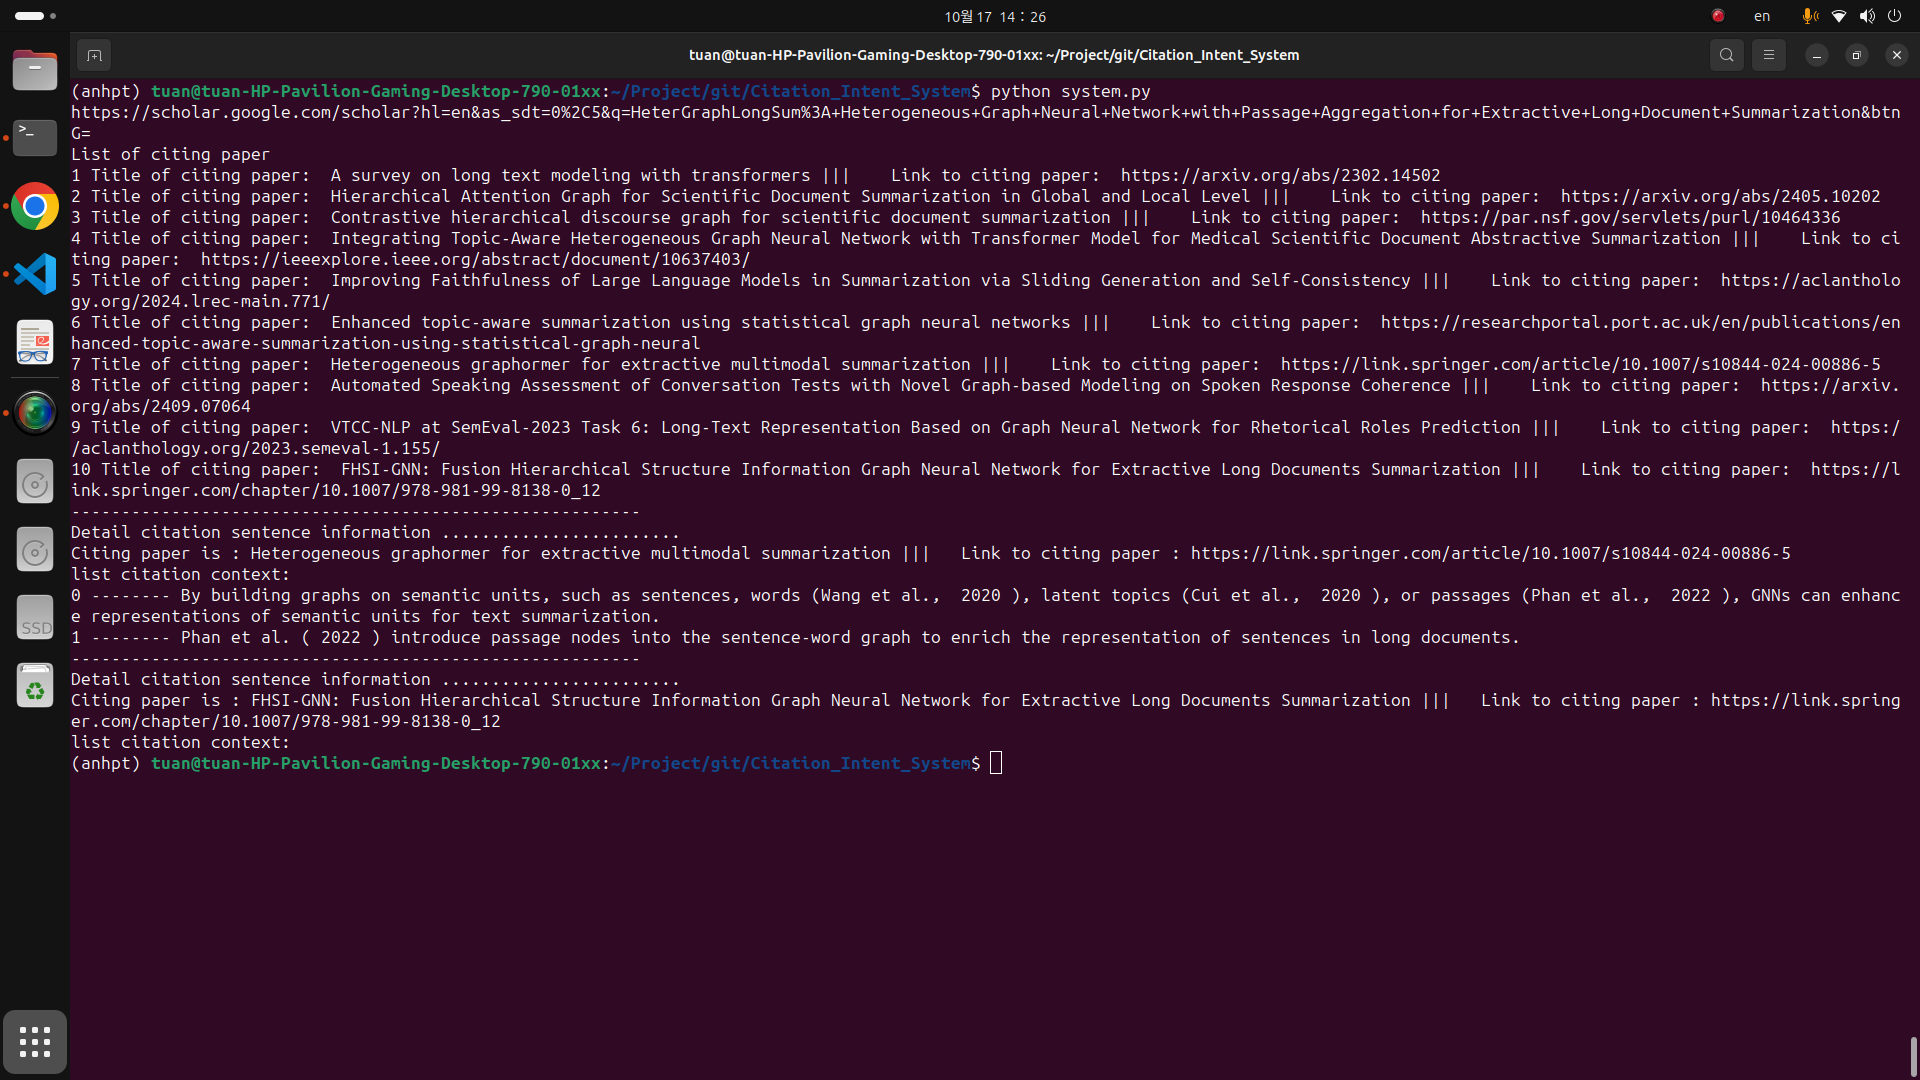 10월 17 14 : 26
en
tuan@tuan-HP-Pavilion-Gaming-Desktop-790-01xx: ~/Project/git/Citation_Intent_System
(anhpt) tuan@tuan-HP-Pavilion-Gaming-Desktop-790-01xx:~/Project/git/Citation_Intent_System$ python system.py
https://scholar.google.com/scholar?hl=en&as_sdt=0%2C5&q=HeterGraphLongSum%3A+Heterogeneous+Graph+Neural+Network+with+Passage+Aggregation+for+Extractive+Long+Document+Summarization&btn
G=
List of citing paper
1 Title of citing paper:  A survey on long text modeling with transformers |||    Link to citing paper:  https://arxiv.org/abs/2302.14502
2 Title of citing paper:  Hierarchical Attention Graph for Scientific Document Summarization in Global and Local Level |||    Link to citing paper:  https://arxiv.org/abs/2405.10202
3 Title of citing paper:  Contrastive hierarchical discourse graph for scientific document summarization |||    Link to citing paper:  https://par.nsf.gov/servlets/purl/10464336
4 Title of citing paper:  Integrating Topic-Aware Heterogeneous Graph Neural Network with Transformer Model for Medical Scientific Document Abstractive Summarization |||    Link to ci
ting paper:  https://ieeexplore.ieee.org/abstract/document/10637403/
5 Title of citing paper:  Improving Faithfulness of Large Language Models in Summarization via Sliding Generation and Self-Consistency |||    Link to citing paper:  https://aclantholo
gy.org/2024.lrec-main.771/
6 Title of citing paper:  Enhanced topic-aware summarization using statistical graph neural networks |||    Link to citing paper:  https://researchportal.port.ac.uk/en/publications/en
hanced-topic-aware-summarization-using-statistical-graph-neural
7 Title of citing paper:  Heterogeneous graphormer for extractive multimodal summarization |||    Link to citing paper:  https://link.springer.com/article/10.1007/s10844-024-00886-5
8 Title of citing paper:  Automated Speaking Assessment of Conversation Tests with Novel Graph-based Modeling on Spoken Response Coherence |||    Link to citing paper:  https://arxiv.
org/abs/2409.07064
9 Title of citing paper:  VTCC-NLP at SemEval-2023 Task 6: Long-Text Representation Based on Graph Neural Network for Rhetorical Roles Prediction |||    Link to citing paper:  https:/
/aclanthology.org/2023.semeval-1.155/
10 Title of citing paper:  FHSI-GNN: Fusion Hierarchical Structure Information Graph Neural Network for Extractive Long Documents Summarization |||    Link to citing paper:  https://l
ink.springer.com/chapter/10.1007/978-981-99-8138-0_12
---------------------------------------------------------
Detail citation sentence information ........................
Citing paper is : Heterogeneous graphormer for extractive multimodal summarization |||   Link to citing paper : https://link.springer.com/article/10.1007/s10844-024-00886-5
list citation context:
0 -------- By building graphs on semantic units, such as sentences, words (Wang et al.,  2020 ), latent topics (Cui et al.,  2020 ), or passages (Phan et al.,  2022 ), GNNs can enhanc
e representations of semantic units for text summarization.
1 -------- Phan et al. ( 2022 ) introduce passage nodes into the sentence-word graph to enrich the representation of sentences in long documents.
---------------------------------------------------------
Detail citation sentence information ........................
Citing paper is : FHSI-GNN: Fusion Hierarchical Structure Information Graph Neural Network for Extractive Long Documents Summarization |||   Link to citing paper : https://link.spring
er.com/chapter/10.1007/978-981-99-8138-0_12
list citation context:
(anhpt) tuan@tuan-HP-Pavilion-Gaming-Desktop-790-01xx:~/Project/git/Citation_Intent_System$
SSD